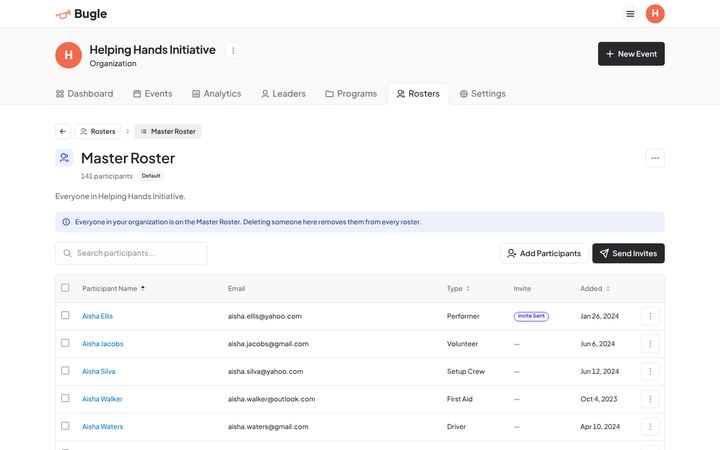 Bugle
H
H
Helping Hands Initiative
Organization
New Event
Dashboard Events Analytics Leaders Programs Rosters Settings
Rosters Master Roster
Master Roster
141 participants Default
Everyone in Helping Hands Initiative.
Everyone in your organization is on the Master Roster. Deleting someone here removes them from every roster.
Search participants...
Add Participants
Send Invites
Participant Name Email Type Invite Added
Aisha Ellis aisha.ellis@yahoo.com Performer Invite Sent Jan 26, 2024
Aisha Jacobs aisha.jacobs@gmail.com Volunteer — Jun 6, 2024
Aisha Silva aisha.silva@yahoo.com Setup Crew — Jun 12, 2024
Aisha Walker aisha.walker@outlook.com First Aid — Oct 4, 2023
Aisha Waters aisha.waters@gmail.com Driver — Apr 10, 2024